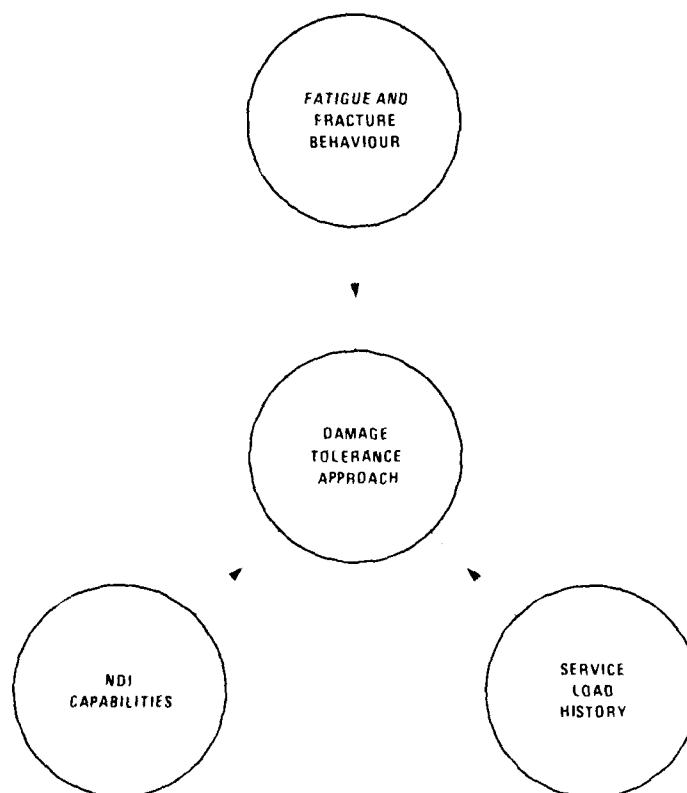 FATIGUE AND
FRACTURE
BEHAVIOUR
DAMAGE
TOLERANCE
APPROACH
NDI
CAPABILITIES
SERVICE
LOAD
HISTORY